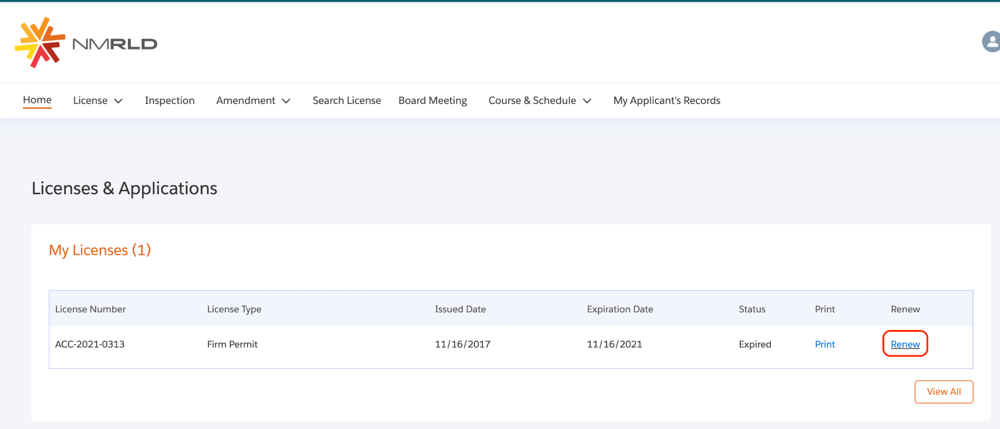 NMRLD
Home License Inspection Amendment Search License Board Meeting Course & Schedule My Applicant's Records
Licenses & Applications
My Licenses (1)
License Number License Type Issued Date Expiration Date Status Print Renew
ACC-2021-0313 Firm Permit 11/16/2017 11/16/2021 Expired Print Renew
View All